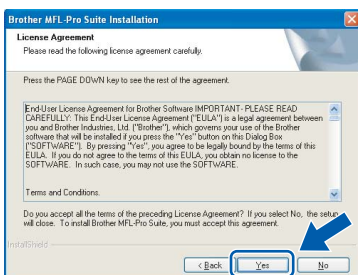 Brother MFL-Pro Suite Installation
License Agreement
Please read the following license agreement carefully.
Press the PAGE DOWN key to see the rest of the agreement.
End-User License Agreement for Brother Software IMPORTANT- PLEASE READ
CAREFULLY: This End-User License Agreement ("EULA") is a legal agreement between
you and Brother Industries, Ltd. ("Brother"), which governs your use of the Brother
software that will be installed if you press the "Yes" button on this Dialog Box
("SOFTWARE"). By pressing "Yes", you agree to be legally bound by the terms of this
EULA. If you do not agree to the terms of this EULA, you obtain no license to the
SOFTWARE. In such case, you may not use the SOFTWARE.
Terms and Conditions.
Do you accept all the terms of the preceding License Agreement? If you select No, the setup
will close. To install Brother MFL-Pro Suite, you must accept this agreement.
InstallShield
< Back
Yes
No